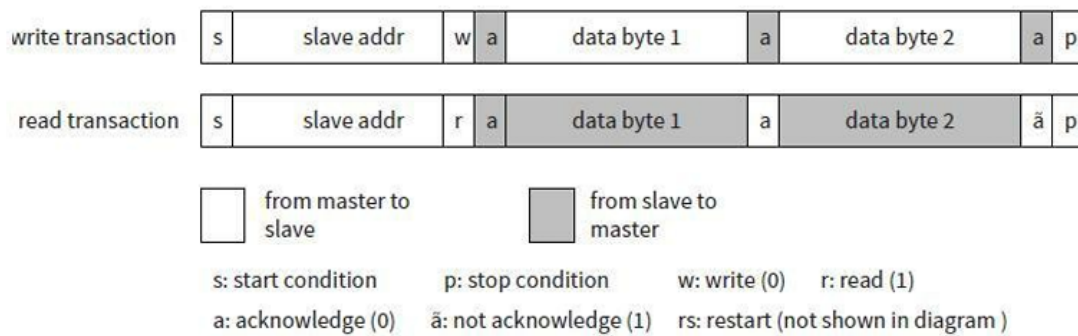 write transaction s slave addr w a data byte 1 a data byte 2 a p
read transaction s slave addr r a data byte 1 a data byte 2 ã p
from master to slave
from slave to master
s: start condition p: stop condition w: write (0) r: read (1)
a: acknowledge (0) ã: not acknowledge (1) rs: restart (not shown in diagram )